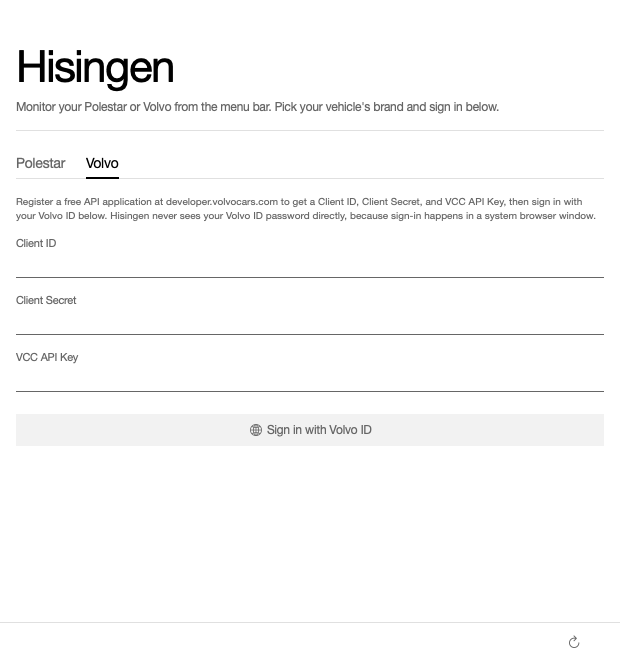 Hisingen
Monitor your Polestar or Volvo from the menu bar. Pick your vehicle's brand and sign in below.
Polestar Volvo
Register a free API application at developer.volvocars.com to get a Client ID, Client Secret, and VCC API Key, then sign in with
your Volvo ID below. Hisingen never sees your Volvo ID password directly, because sign-in happens in a system browser window.
Client ID
Client Secret
VCC API Key
Sign in with Volvo ID